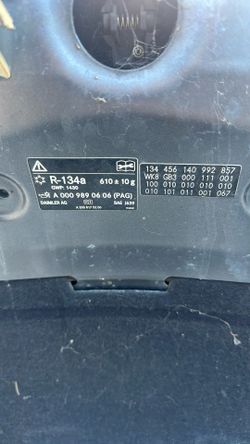 R-134a
610 ± 10 g
GWP: 1430
A 000 989 06 06 (PAG)
DAIMLER AG
SAE J639
134 456 140 992 857
WK8 GB3 000 111 001
100 010 010 010 010
010 101 011 001 067